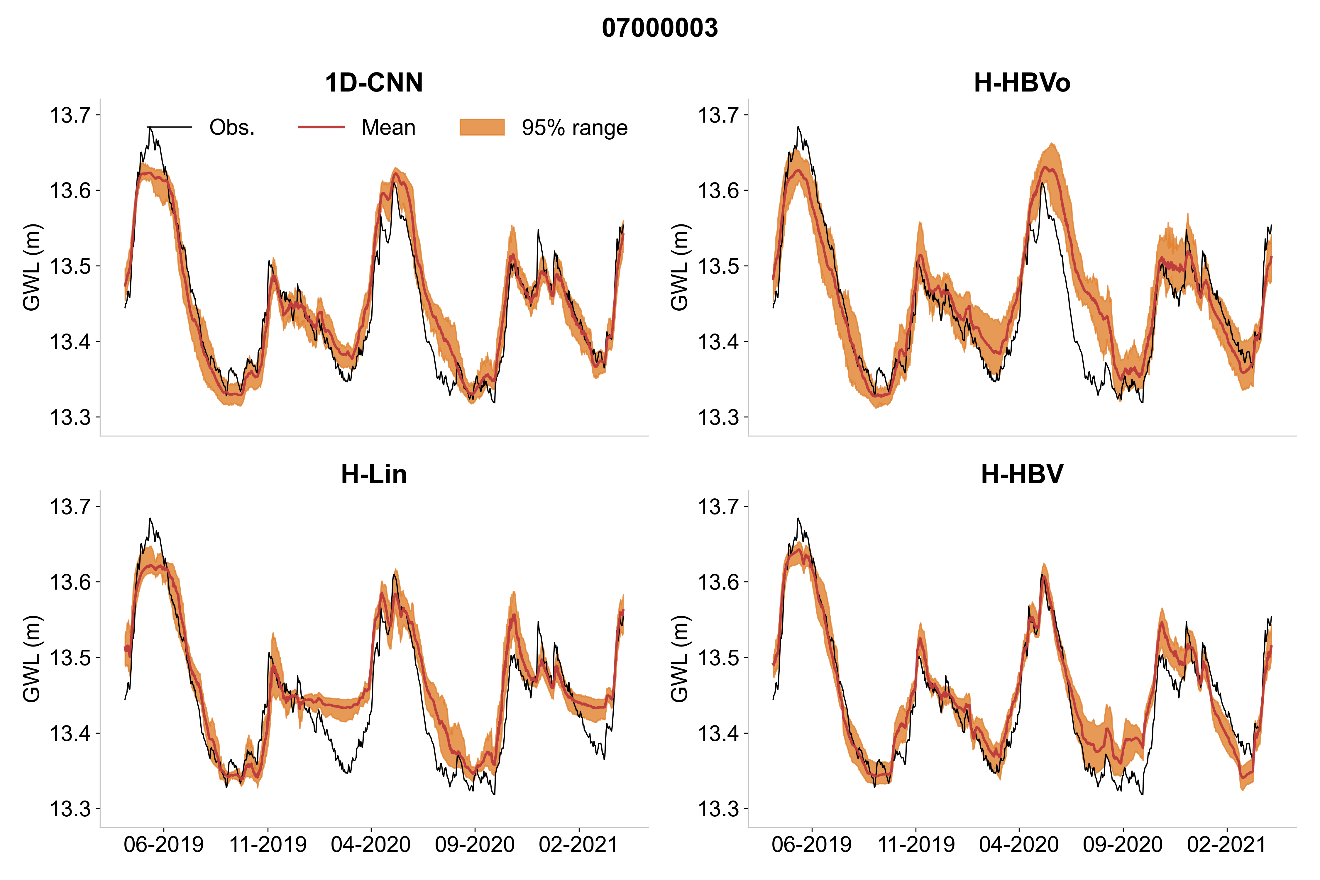 07000003
1D-CNN
Obs. Mean 95% range
GWL (m)
13.7
13.6
13.5
13.4
13.3
H-HBVo
GWL (m)
13.7
13.6
13.5
13.4
13.3
H-Lin
GWL (m)
13.7
13.6
13.5
13.4
13.3
06-2019 11-2019 04-2020 09-2020 02-2021
H-HBV
GWL (m)
13.7
13.6
13.5
13.4
13.3
06-2019 11-2019 04-2020 09-2020 02-2021